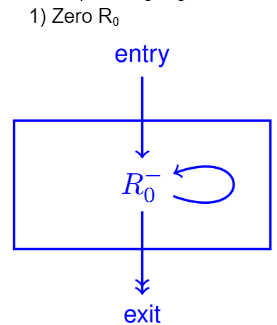 1) Zero R₀
entry
R₀⁻
exit